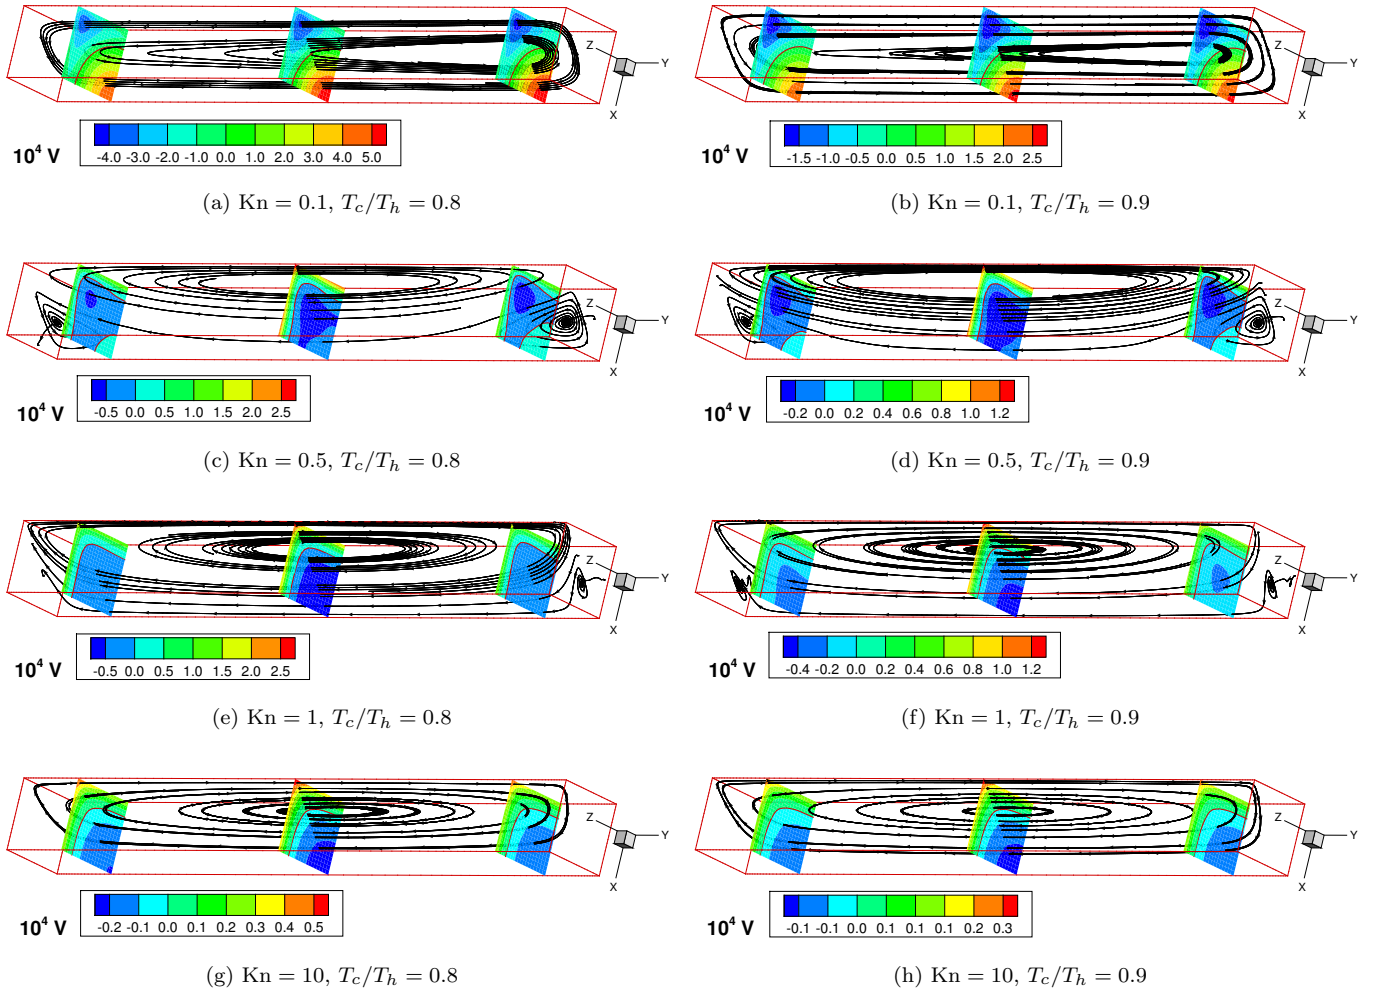 Z
Y
X
10⁴ V
-4.0 -3.0 -2.0 -1.0 0.0 1.0 2.0 3.0 4.0 5.0
(a) Kn = 0.1, T_c/T_h = 0.8
Z
Y
X
10⁴ V
-1.5 -1.0 -0.5 0.0 0.5 1.0 1.5 2.0 2.5
(b) Kn = 0.1, T_c/T_h = 0.9
Z
Y
X
10⁴ V
-0.5 0.0 0.5 1.0 1.5 2.0 2.5
(c) Kn = 0.5, T_c/T_h = 0.8
Z
Y
X
10⁴ V
-0.2 0.0 0.2 0.4 0.6 0.8 1.0 1.2
(d) Kn = 0.5, T_c/T_h = 0.9
Z
Y
X
10⁴ V
-0.5 0.0 0.5 1.0 1.5 2.0 2.5
(e) Kn = 1, T_c/T_h = 0.8
Z
Y
X
10⁴ V
-0.4 -0.2 0.0 0.2 0.4 0.6 0.8 1.0 1.2
(f) Kn = 1, T_c/T_h = 0.9
Z
Y
X
10⁴ V
-0.2 -0.1 0.0 0.1 0.2 0.3 0.4 0.5
(g) Kn = 10, T_c/T_h = 0.8
Z
Y
X
10⁴ V
-0.1 -0.1 0.0 0.1 0.1 0.2 0.3
(h) Kn = 10, T_c/T_h = 0.9